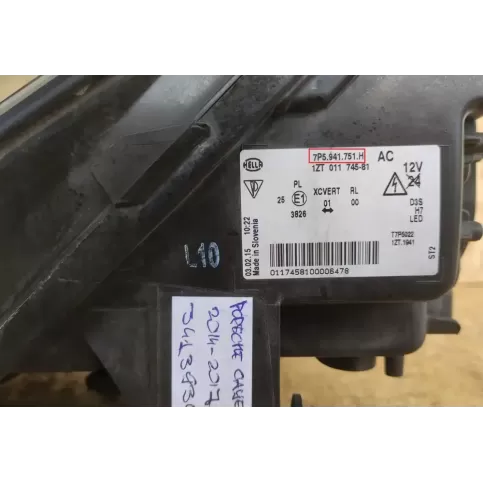 HELLA
7P5.941.751.H
AC
1ZT 011 745-81
12V
24
PL
XCVERT RL
25 E1 01 00
3826 ↔
D3S
H7
LED
T7P5022
1ZT.1941
ST2
03.02.15 10:22
Made in Slovenia
0117458100006478
L10
PORSCHE CAYE
2014-2017